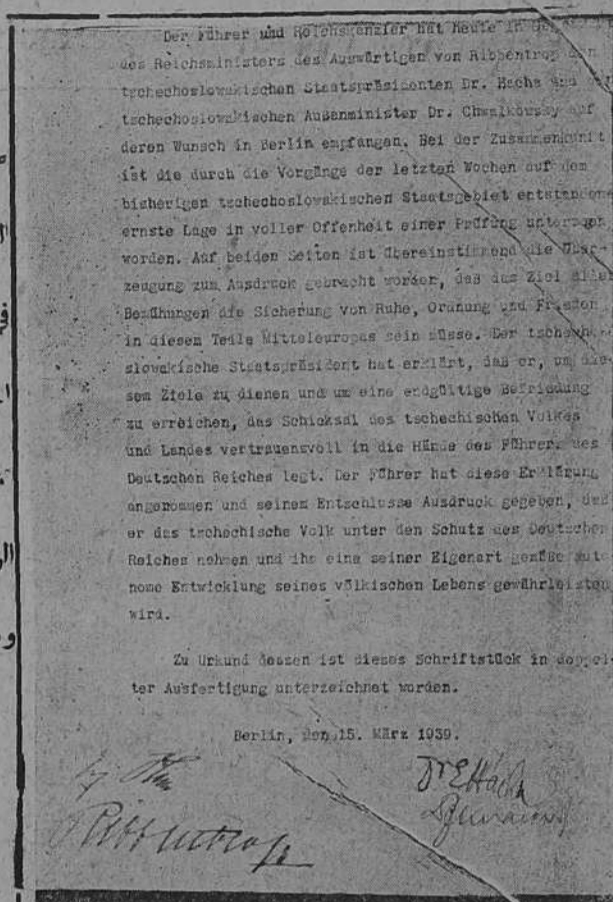 Der Führer und Reichskanzler hat heute in
des Reichsministers des Auswärtigen von Ribbentrop den
tschechoslowakischen Staatspräsidenten Dr. Hacha und
tschechoslowakischen Außenminister Dr. Chwalkowsky auf
deren Wunsch in Berlin empfangen. Bei der Zusammenkunft
ist die durch die Vorgänge der letzten Wochen auf dem
bisherigen tschechoslowakischen Staatsgebiet entstandene
ernste Lage in voller Offenheit einer Prüfung unterzogen
worden. Auf beiden Seiten ist übereinstimmend die Über-
zeugung zum Ausdruck gebracht worden, daß das Ziel aller
Bemühungen die Sicherung von Ruhe, Ordnung und Frieden
in diesem Teile Mitteleuropas sein müsse. Der tschecho-
slowakische Staatspräsident hat erklärt, daß er, um die-
sem Ziele zu dienen und um eine endgültige Befriedung
zu erreichen, das Schicksal des tschechischen Volkes
und Landes vertrauensvoll in die Hände des Führers des
Deutschen Reiches legt. Der Führer hat diese Erklärung
angenommen und seinem Entschlusse Ausdruck gegeben, daß
er das tschechische Volk unter den Schutz des Deutschen
Reiches nehmen und ihm eine seiner Eigenart gemäße auto
nome Entwicklung seines völkischen Lebens gewährleisten
wird.
Zu Urkund dessen ist dieses Schriftstück in doppel-
ter Ausfertigung unterzeichnet worden.
Berlin, den 15. März 1939.
Dr E Hácha
Ribbentrop